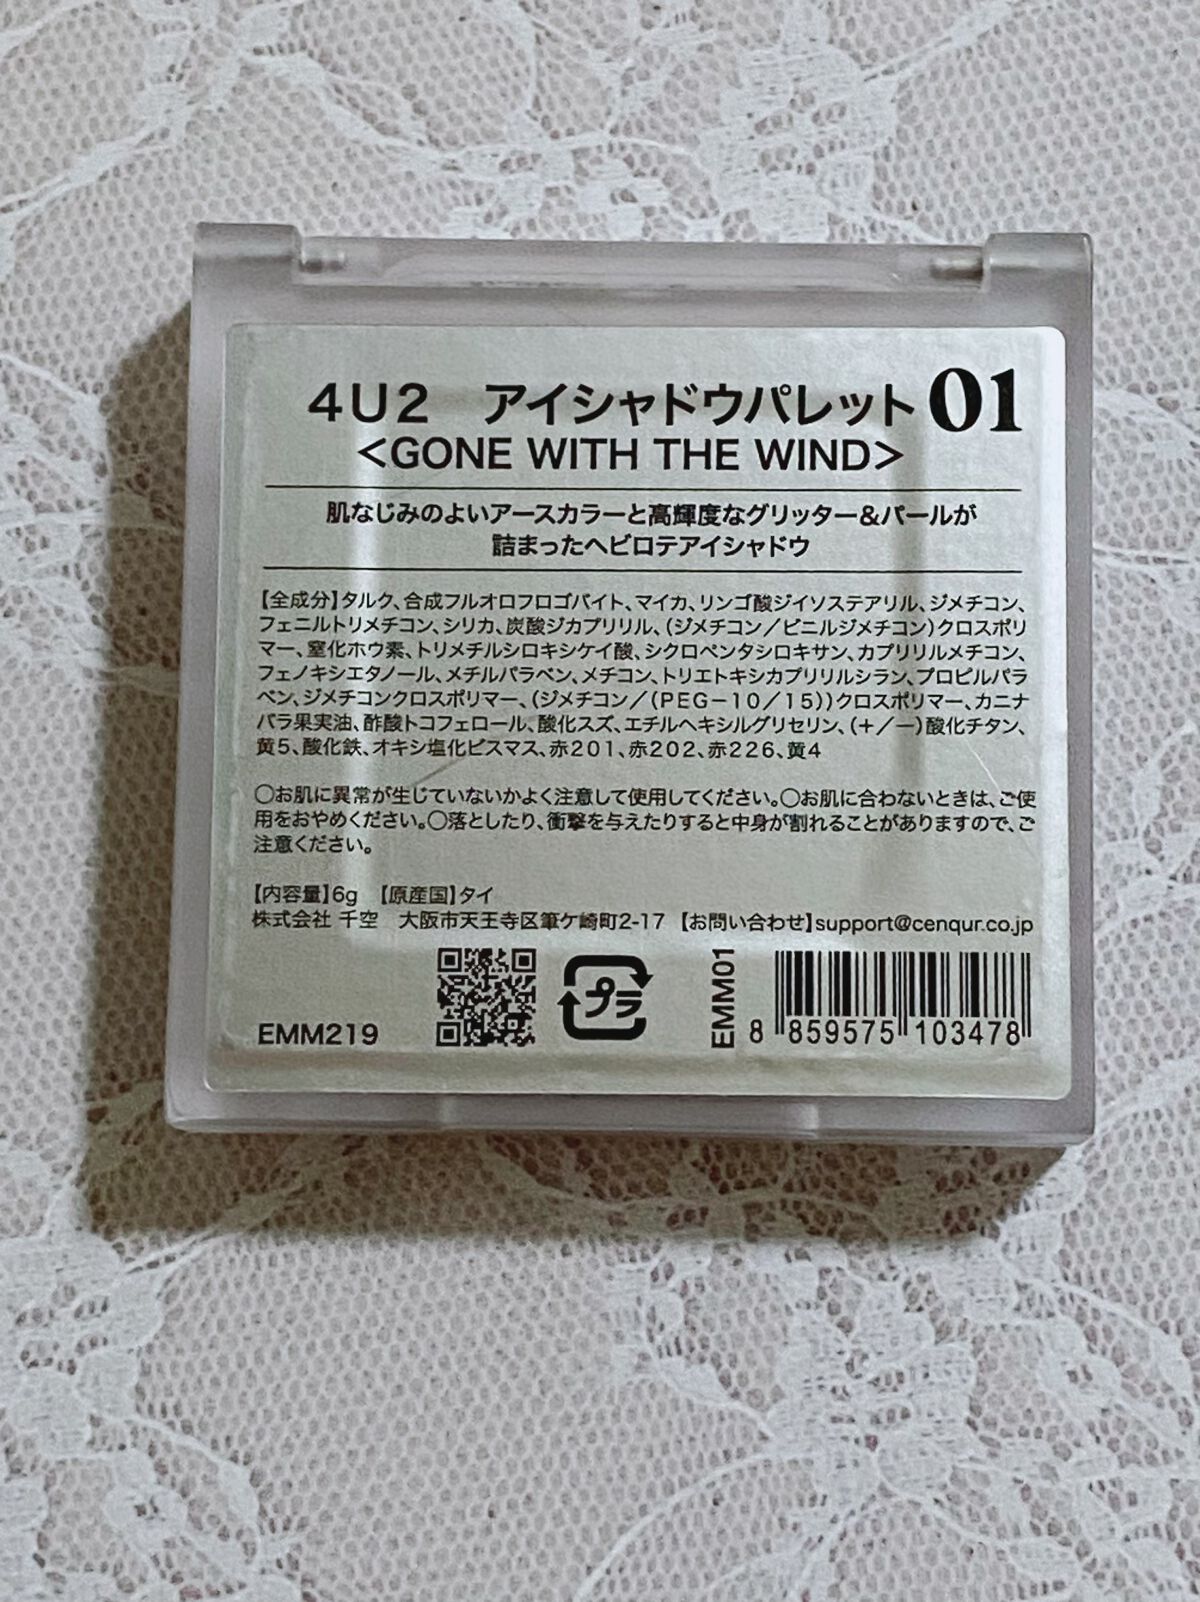 4U2 アイシャドウパレット 01
<GONE WITH THE WIND>
肌なじみのよいアースカラーと高輝度なグリッター&パールが
詰まったヘビロテアイシャドウ
【全成分】タルク、合成フルオロフロゴパイト、マイカ、リンゴ酸ジイソステアリル、ジメチコン、
フェニルトリメチコン、シリカ、炭酸ジカプリリル、(ジメチコン/ビニルジメチコン)クロスポリ
マー、窒化ホウ素、トリメチルシロキシケイ酸、シクロペンタシロキサン、カプリリルメチコン、
フェノキシエタノール、メチルパラベン、メチコン、トリエトキシカプリリルシラン、プロピルパラ
ベン、ジメチコンクロスポリマー、(ジメチコン/(PEG-10/15))クロスポリマー、カニナ
バラ果実油、酢酸トコフェロール、酸化スズ、エチルヘキシルグリセリン、(+/-)酸化チタン、
黄5、酸化鉄、オキシ塩化ビスマス、赤201、赤202、赤226、黄4
○お肌に異常が生じていないかよく注意して使用してください。○お肌に合わないときは、ご使
用をおやめください。○落としたり、衝撃を与えたりすると中身が割れることがありますので、ご
注意ください。
【内容量】6g 【原産国】タイ
株式会社 千空 大阪市天王寺区筆ケ崎町2-17 【お問い合わせ】support@cenqur.co.jp
EMM219
プラ
EMM01
8 859575 103478